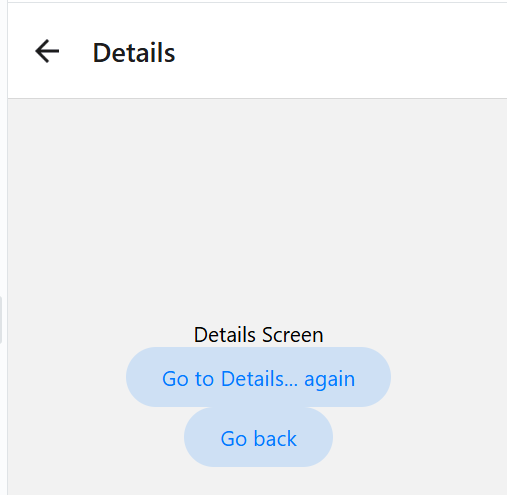 Details
Details Screen
Go to Details... again
Go back